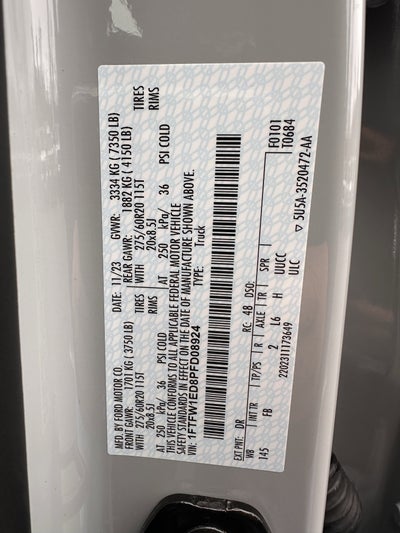 MFD. BY FORD MOTOR CO.
DATE: 11/23 GVWR: 3334 KG ( 7350 LB)
FRONT GAWR: 1701 KG ( 3750 LB) REAR GAWR: 1882 KG ( 4150 LB)
WITH 275/60R20 115T TIRES WITH 275/60R20 115T TIRES
20x8.5J RIMS 20x8.5J RIMS
AT 250 kPa/ 36 PSI COLD AT 250 kPa/ 36 PSI COLD
THIS VEHICLE CONFORMS TO ALL APPLICABLE FEDERAL MOTOR VEHICLE
SAFETY STANDARDS IN EFFECT ON THE DATE OF MANUFACTURE SHOWN ABOVE.
VIN: 1FTFW1ED8PFD08924 TYPE: Truck
F0101
T0684
EXT PNT: DR RC: 48 DSO:
WB INT TR TP/PS R AXLE TR SPR UUCC
145 FB 2 L6 H ULC
2202311173649 ▽ 5U5A-3520472-AA